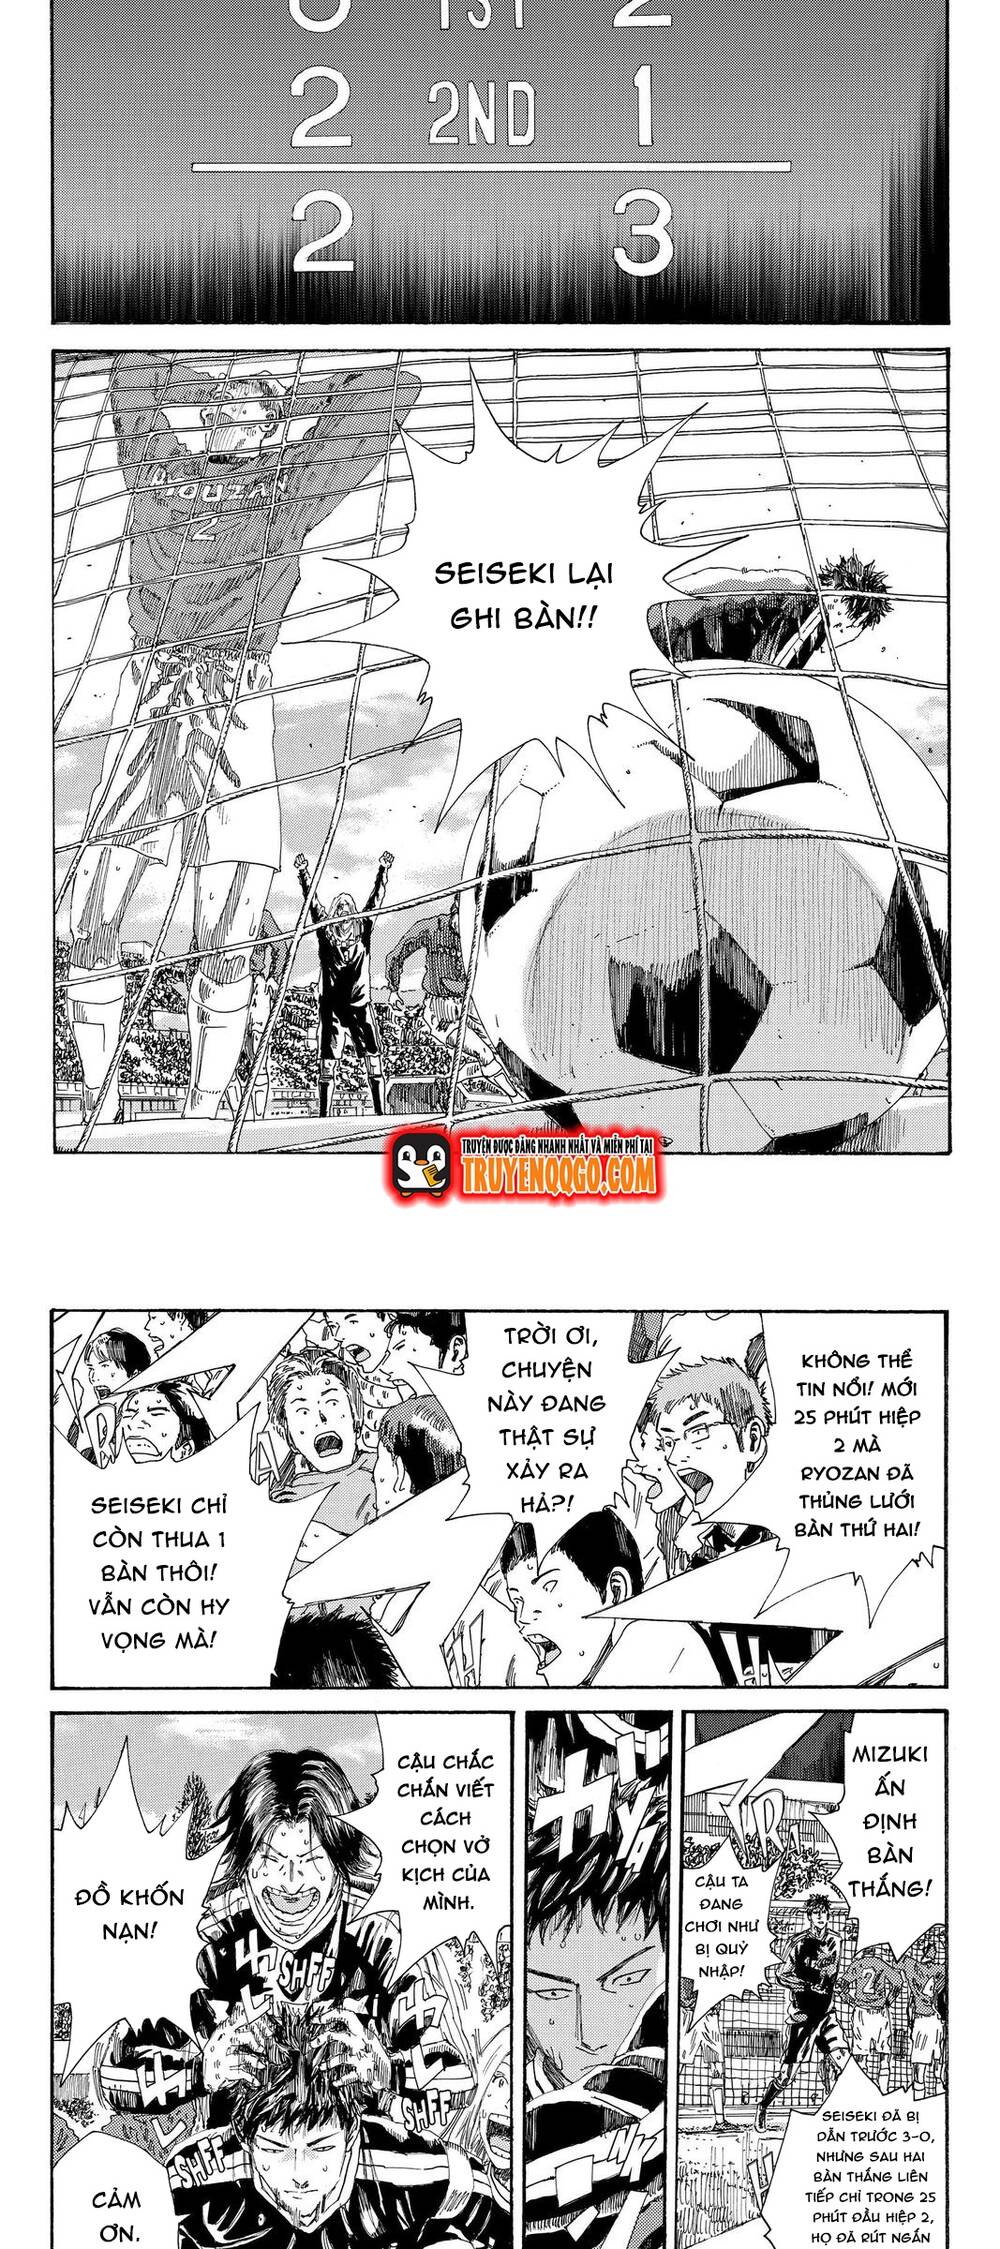 1ST 2
2 2ND 1
2 3
SEISEKI LẠI
GHI BÀN!!
MOUZAN
2
TRUYỆN ĐƯỢC ĐĂNG NHANH NHẤT VÀ MIỄN PHÍ TẠI
TRUYENQQGO.COM
KHÔNG THỂ
TIN NỔI! MỚI
25 PHÚT HIỆP
2 MÀ
RYOZAN ĐÃ
THỦNG LƯỚI
BÀN THỨ HAI!
TRỜI ƠI,
CHUYỆN
NÀY ĐANG
THẬT SỰ
XẢY RA
HẢ?!
SEISEKI CHỈ
CÒN THUA 1
BÀN THÔI!
VẪN CÒN HY
VỌNG MÀ!
MIZUKI
ẤN
ĐỊNH
BÀN
THẮNG!
CẬU TA
ĐANG
CHƠI NHƯ
BỊ QUỶ
NHẬP!
2
SEISEKI ĐÃ BỊ
DẪN TRƯỚC 3-0,
NHƯNG SAU HAI
BÀN THẮNG LIÊN
TIẾP CHỈ TRONG 25
PHÚT ĐẦU HIỆP 2,
HỌ ĐÃ RÚT NGẮN
CẬU CHẮC
CHẮN VIẾT
CÁCH
CHỌN VỞ
KỊCH CỦA
MÌNH.
ĐỒ KHỐN
NẠN!
SHFF
SHFF
SHFF
CẢM
ƠN.